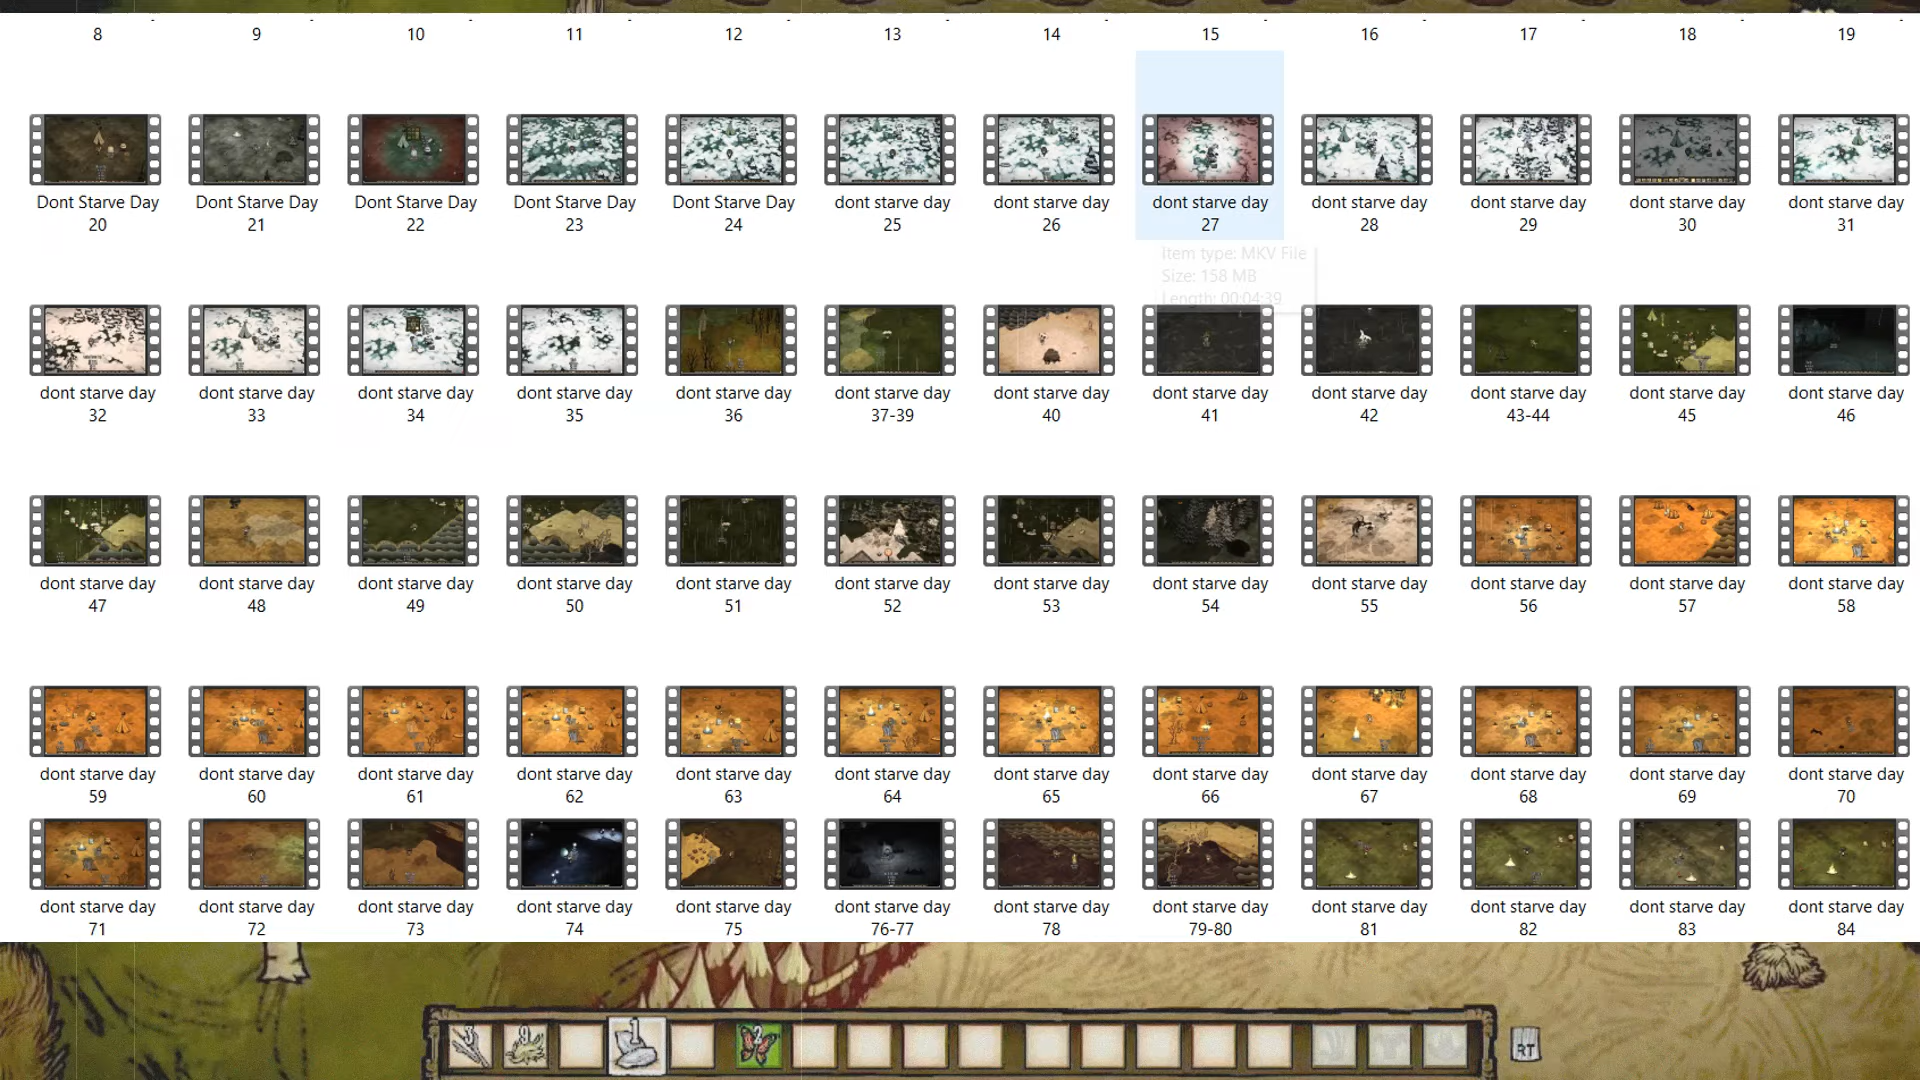 8 9 10 11 12 13 14 15 16 17 18 19
Dont Starve Day Dont Starve Day Dont Starve Day Dont Starve Day Dont Starve Day dont starve day dont starve day dont starve day dont starve day dont starve day dont starve day dont starve day
20 21 22 23 24 25 26 27 28 29 30 31
Item type: MKV File
Size: 158 MB
Length: 00:04:39
dont starve day dont starve day dont starve day dont starve day dont starve day dont starve day dont starve day dont starve day dont starve day dont starve day dont starve day dont starve day
32 33 34 35 36 37-39 40 41 42 43-44 45 46
dont starve day dont starve day dont starve day dont starve day dont starve day dont starve day dont starve day dont starve day dont starve day dont starve day dont starve day dont starve day
47 48 49 50 51 52 53 54 55 56 57 58
dont starve day dont starve day dont starve day dont starve day dont starve day dont starve day dont starve day dont starve day dont starve day dont starve day dont starve day dont starve day
59 60 61 62 63 64 65 66 67 68 69 70
dont starve day dont starve day dont starve day dont starve day dont starve day dont starve day dont starve day dont starve day dont starve day dont starve day dont starve day dont starve day
71 72 73 74 75 76-77 78 79-80 81 82 83 84
3 9 1 2 RT